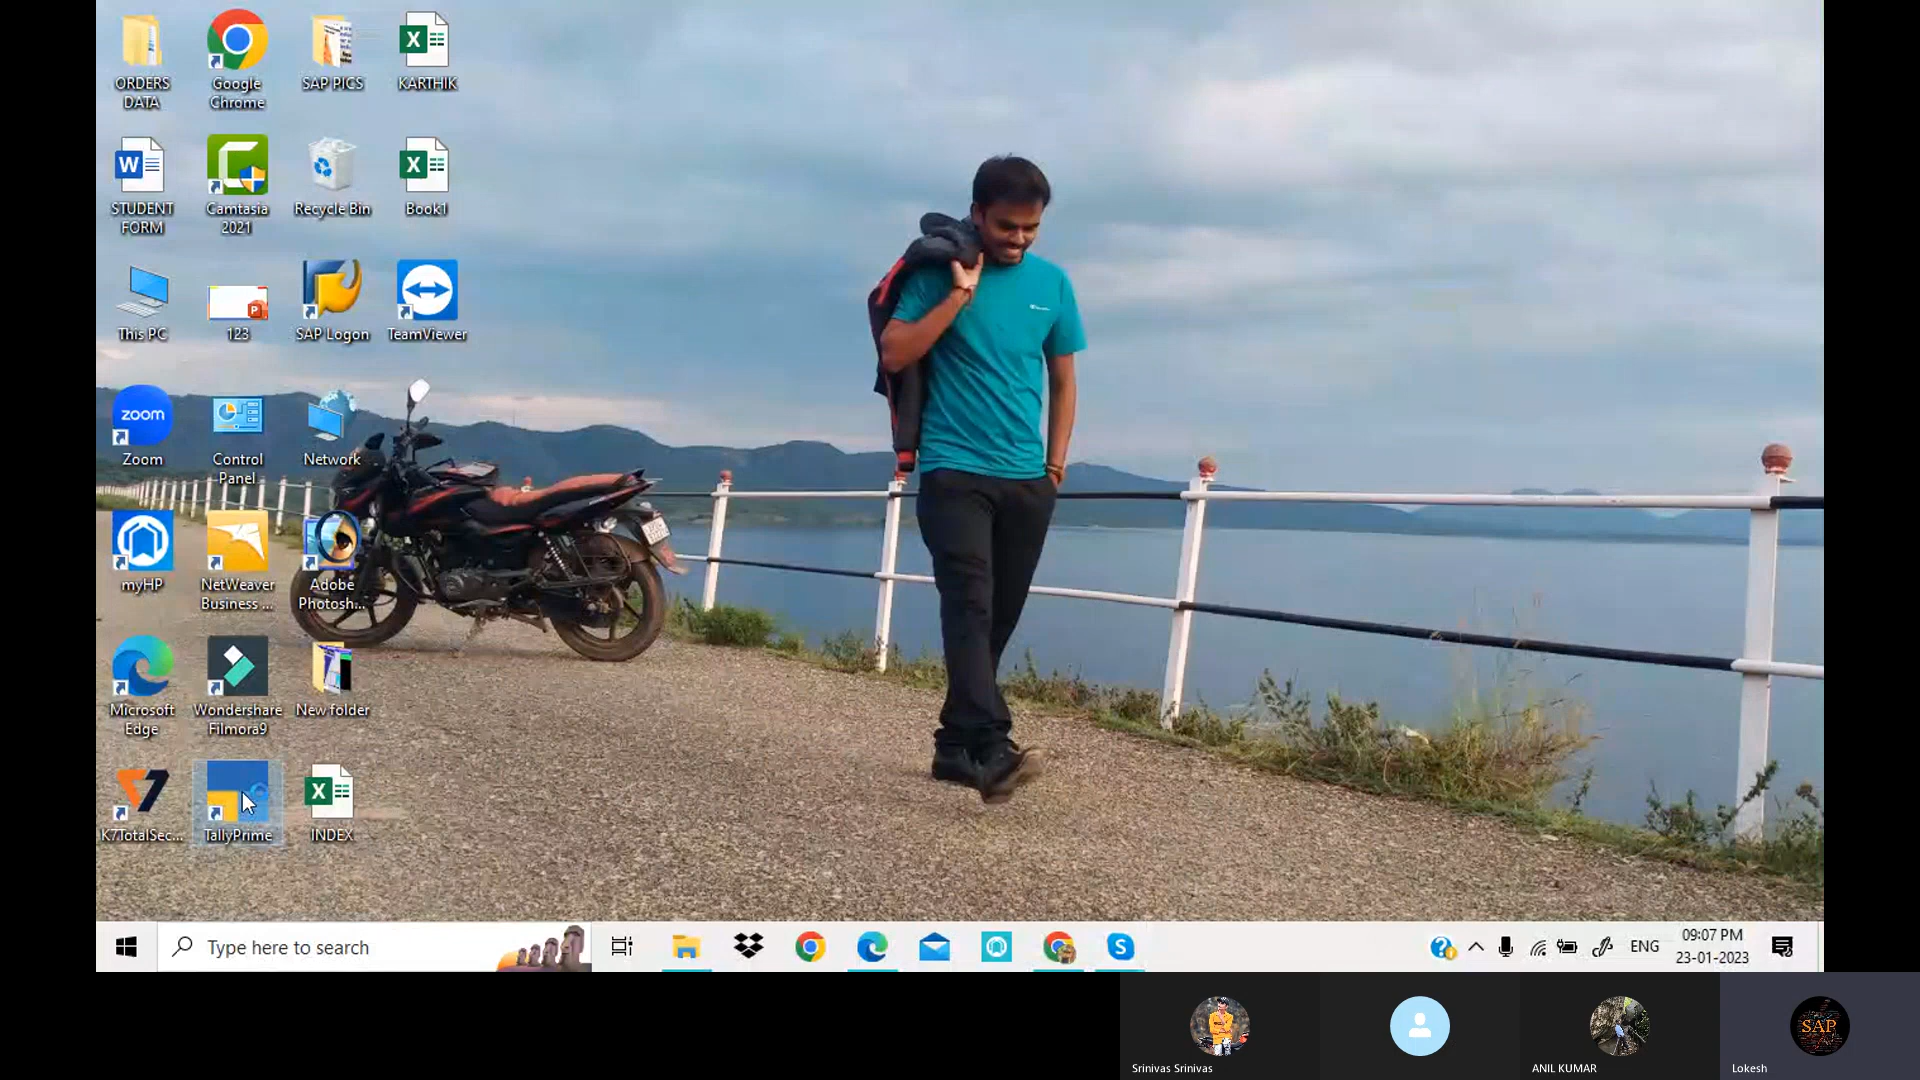 ORDERS
DATA
Google
Chrome
SAP PICS
KARTHIK
STUDENT
FORM
Camtasia
2021
Recycle Bin
Book1
This PC
123
SAP Logon
TeamViewer
zoom
Zoom
Control
Panel
Network
myHP
NetWeaver
Business ...
Adobe
Photosh...
Microsoft
Edge
Wondershare
Filmora9
New folder
K7TotalSec...
TallyPrime
INDEX
Type here to search
ENG
09:07 PM
23-01-2023
Srinivas Srinivas
ANIL KUMAR
SAP
Lokesh